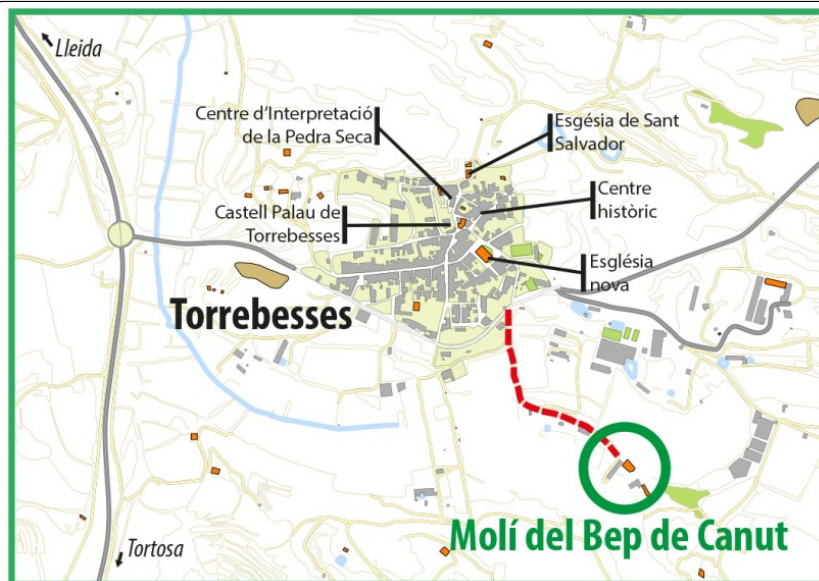 Lleida
Centre d'Interpretació
de la Pedra Seca
Esgésia de Sant
Salvador
Centre
històric
Castell Palau de
Torrebesses
Església
nova
Torrebesses
Molí del Bep de Canut
Tortosa